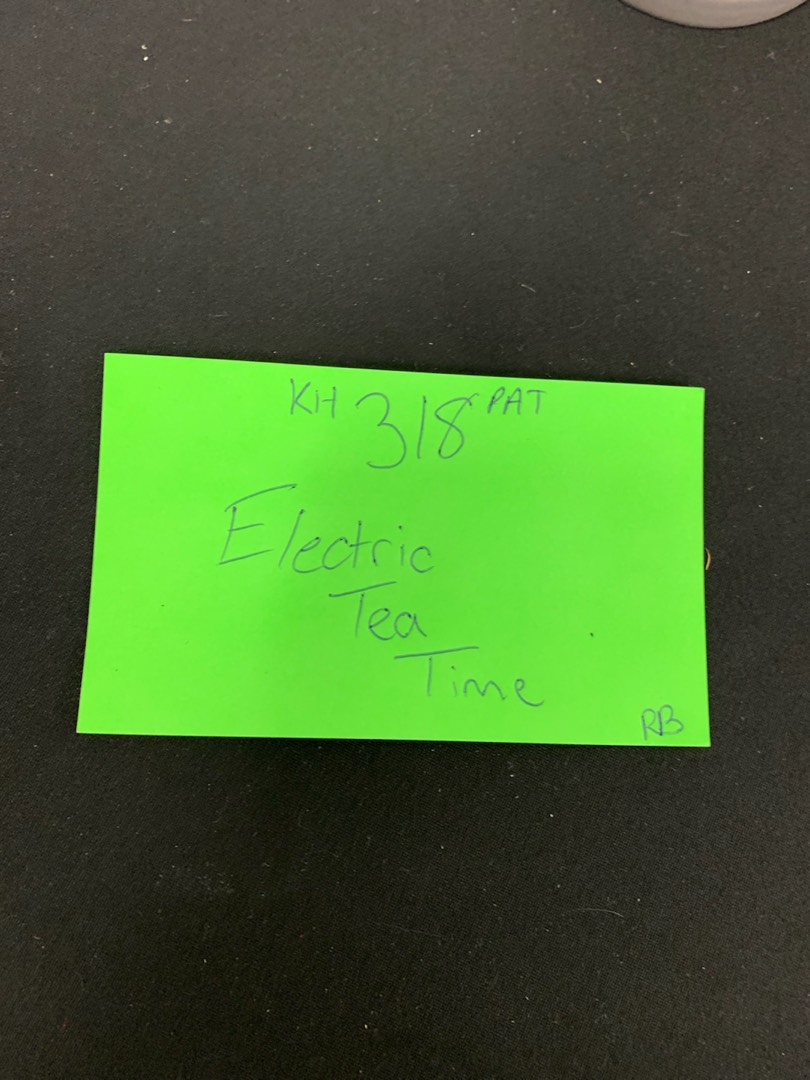 KH 318 PAT
Electric
Tea
Time
RB